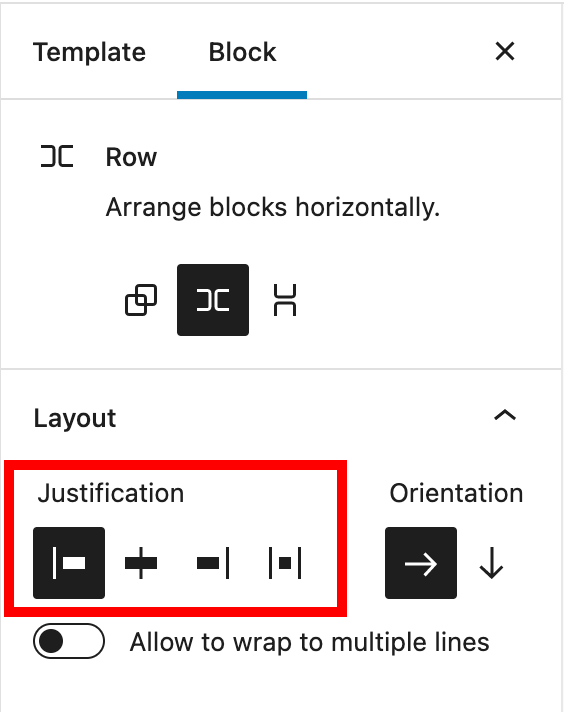 Template Block
Row
Arrange blocks horizontally.
Layout
Justification Orientation
Allow to wrap to multiple lines